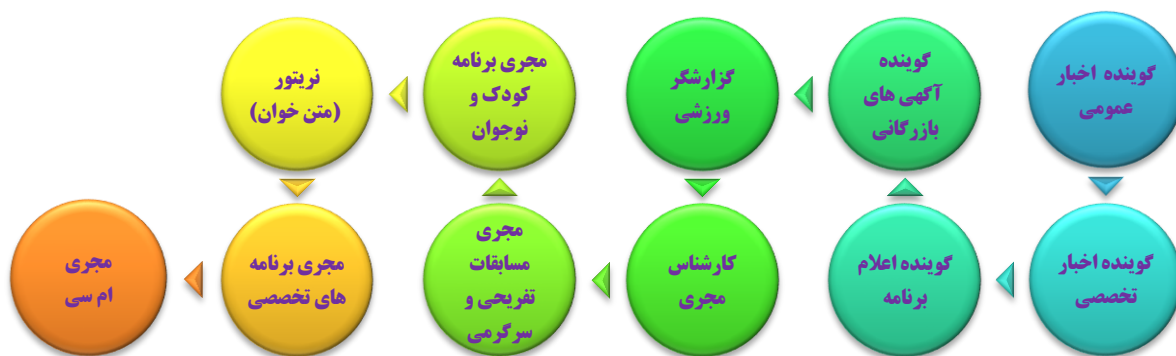 گوینده اخبار
عمومی
گوینده اخبار
تخصصی
گوینده اعلام
برنامه
گوینده
آگهی های
بازرگانی
گزارشگر
ورزشی
کارشناس
مجری
مجری
مسابقات
تفریحی و
سرگرمی
مجری برنامه
کودک و
نوجوان
نریتور
(متن خوان)
مجری برنامه
های تخصصی
مجری
ام سی